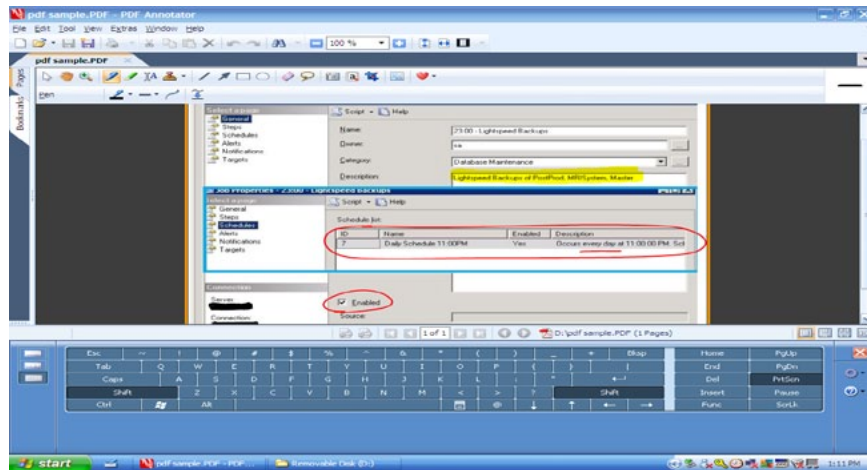 pdf sample.PDF - PDF Annotator
File Edit Tool View Extras Window Help
100 %
pdf sample.PDF
Pages
Bookmarks
Pen
Select a page
Script Help
General
Steps
Schedules
Alerts
Notifications
Targets
Name: 23:00 - Lightspeed Backups
Owner: sa
Category: Database Maintenance
Description: Lightspeed Backups of PostProd, MRISystem, Master
Job Properties - 23:00 - Lightspeed Backups
Select a page
Script Help
General
Steps
Schedules
Alerts
Notifications
Targets
Schedule list:
ID Name Enabled Description
7 Daily Schedule 11:00PM Yes Occurs every day at 11:00:00 PM. Sch
Connection
Server:
Enabled
Connection:
Source:
1 of 1
D:\pdf sample.PDF (1 Pages)
Esc ~ ! @ # $ % ^ & * ( ) _ + Bksp Home PgUp
Tab Q W E R T Y U I O P { } | End PgDn
Caps A S D F G H J K L : " Del PrtScn
Shift Z X C V B N M < > ? Shift Insert Pause
Ctrl Alt Func ScrLk
start
pdf sample.PDF - PDF...
Removable Disk (D:)
1:11 PM